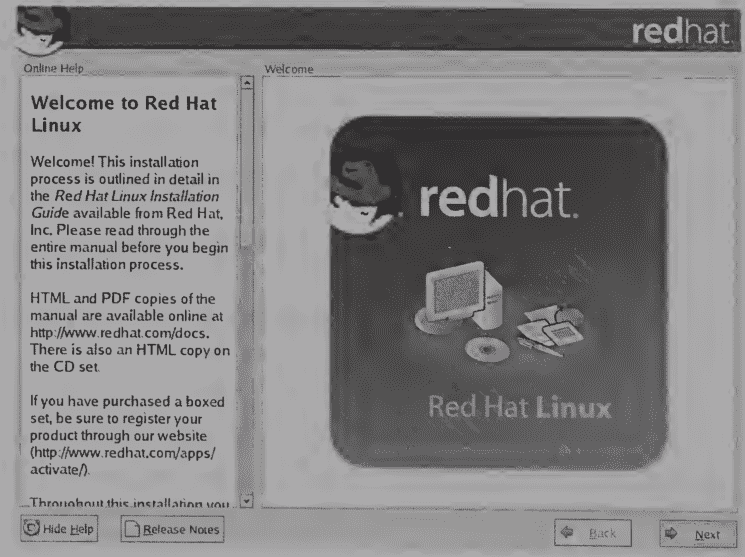 redhat.
Online Help
Welcome
Welcome to Red Hat
Linux
Welcome! This installation
process is outlined in detail in
the Red Hat Linux Installation
Guide available from Red Hat,
Inc. Please read through the
entire manual before you begin
this installation process.
HTML and PDF copies of the
manual are available online at
http://www.redhat.com/docs.
There is also an HTML copy on
the CD set.
If you have purchased a boxed
set, be sure to register your
product through our website
(http://www.redhat.com/apps/
activate/).
Throughout this installation you
redhat.
Red Hat Linux
Hide Help
Release Notes
Back
Next